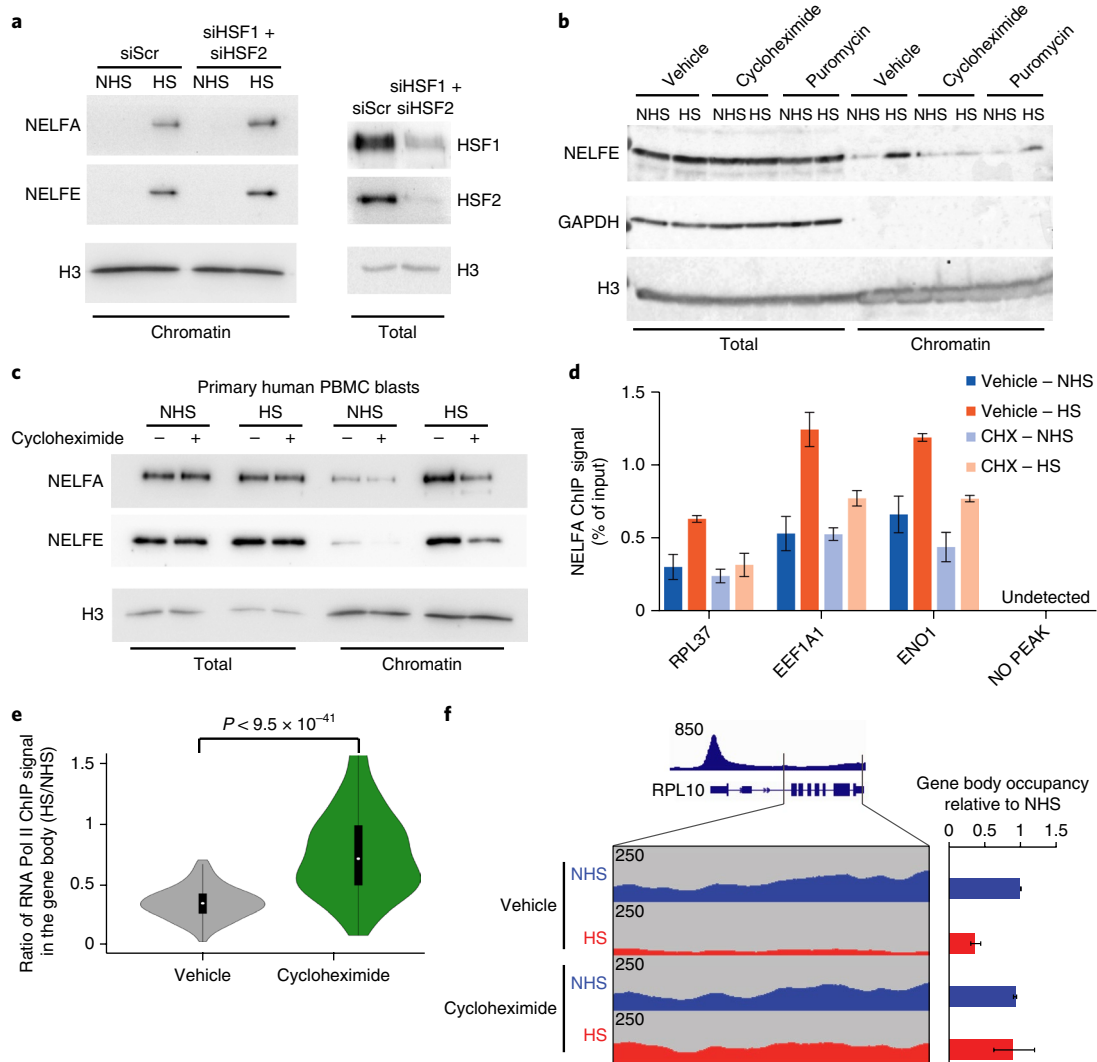 a
siHSF1 +
siScr siHSF2
NHS HS NHS HS
NELFA
NELFE
H3
Chromatin
siHSF1 +
siScr siHSF2
HSF1
HSF2
H3
Total
b
Vehicle Cycloheximide Puromycin Vehicle Cycloheximide Puromycin
NHS HS NHS HS NHS HS NHS HS NHS HS NHS HS
NELFE
GAPDH
H3
Total Chromatin
c
Primary human PBMC blasts
NHS HS NHS HS
Cycloheximide – + – + – + – +
NELFA
NELFE
H3
Total Chromatin
d
NELFA ChIP signal
(% of input)
1.5
1.0
0.5
0
Vehicle – NHS
Vehicle – HS
CHX – NHS
CHX – HS
Undetected
RPL37 EEF1A1 ENO1 NO PEAK
e
P < 9.5 × 10⁻⁴¹
Ratio of RNA Pol II ChIP signal
in the gene body (HS/NHS)
1.5
1
0.5
0
Vehicle Cycloheximide
f
850
RPL10
Gene body occupancy
relative to NHS
0 0.5 1 1.5
Vehicle
NHS 250
HS 250
Cycloheximide
NHS 250
HS 250